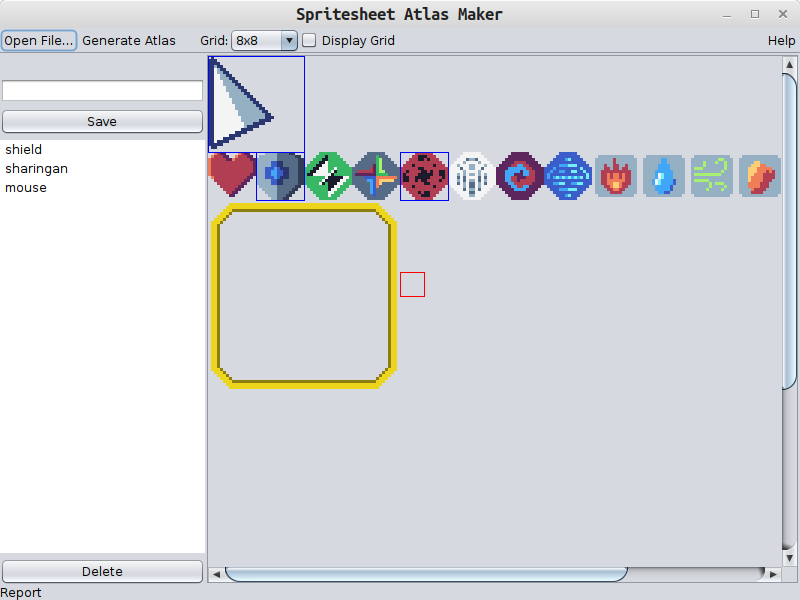 Spritesheet Atlas Maker
Open File... Generate Atlas Grid: 8x8 Display Grid Help
Save
shield
sharingan
mouse
Delete
Report